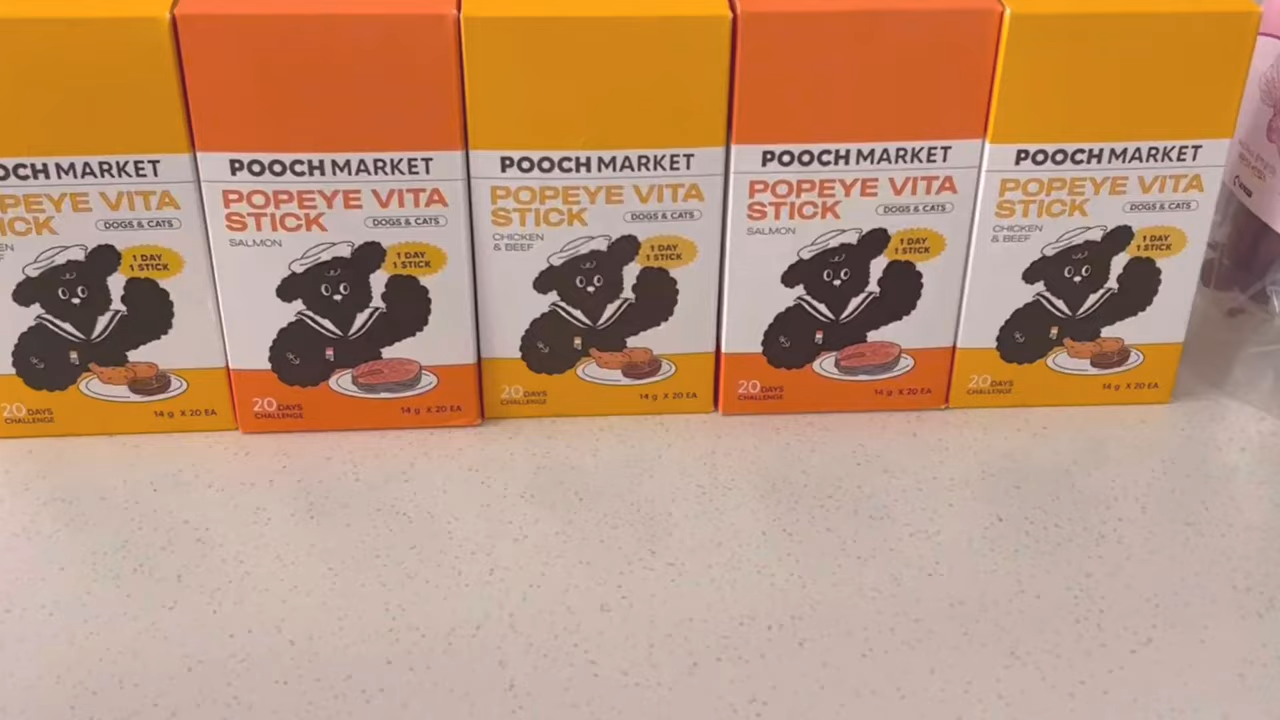 OCH MARKET
PEYE VITA
ICK
DOGS & CATS
EN
F
1 DAY
1 STICK
20 DAYS
CHALLENGE
14 g X 20 EA
POOCH MARKET
POPEYE VITA
STICK
DOGS & CATS
SALMON
1 DAY
1 STICK
20 DAYS
CHALLENGE
14 g X 20 EA
POOCH MARKET
POPEYE VITA
STICK
DOGS & CATS
CHICKEN
& BEEF
1 DAY
1 STICK
20 DAYS
CHALLENGE
14 g X 20 EA
POOCH MARKET
POPEYE VITA
STICK
DOGS & CATS
SALMON
1 DAY
1 STICK
20 DAYS
CHALLENGE
14 g X 20 EA
POOCH MARKET
POPEYE VITA
STICK
DOGS & CATS
CHICKEN
& BEEF
1 DAY
1 STICK
20 DAYS
CHALLENGE
14 g X 20 EA